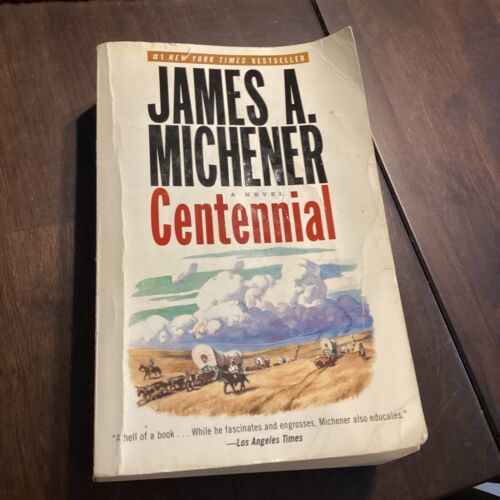 #1 NEW YORK TIMES BESTSELLER
JAMES A.
MICHENER
A NOVEL
Centennial
"A hell of a book . . . While he fascinates and engrosses, Michener also educates."
—Los Angeles Times